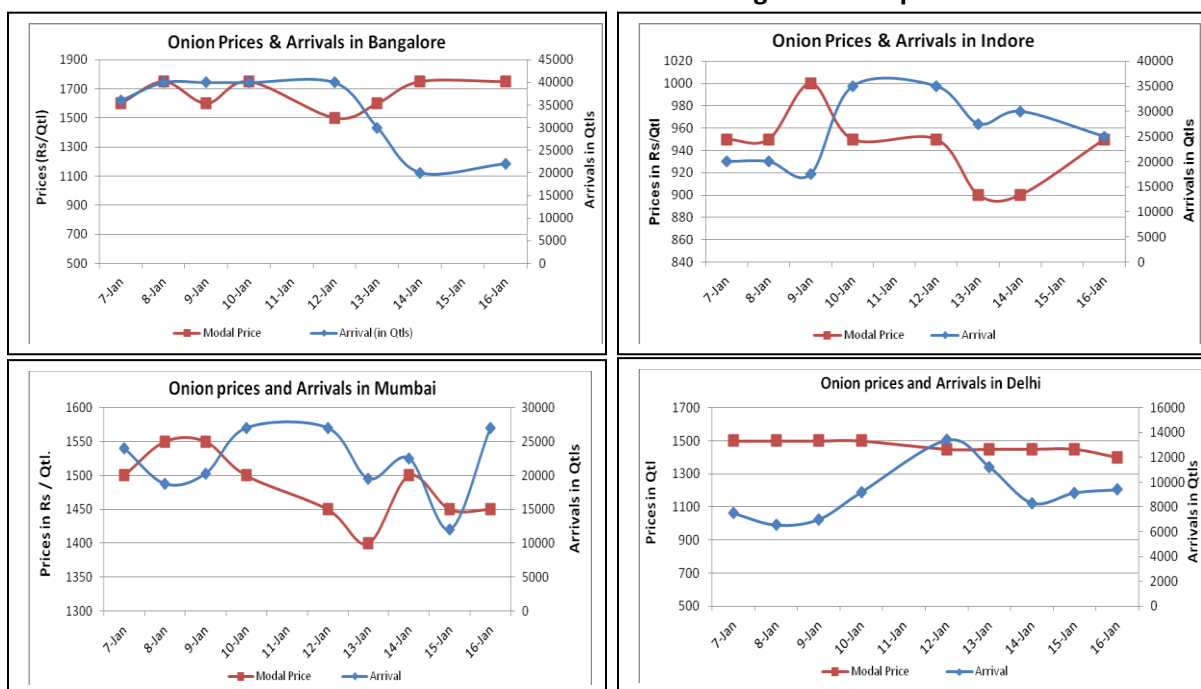 Onion Prices & Arrivals in Bangalore
Prices (Rs/Qtl)
1900
1700
1500
1300
1100
900
700
500
45000
40000
35000
30000
25000
20000
15000
10000
5000
0
Arrivals in Qtls
7-Jan
8-Jan
9-Jan
10-Jan
11-Jan
12-Jan
13-Jan
14-Jan
15-Jan
16-Jan
Modal Price
Arrival (in Qtls)
Onion Prices & Arrivals in Indore
Prices in Rs/Qtl
1020
1000
980
960
940
920
900
880
860
840
40000
35000
30000
25000
20000
15000
10000
5000
0
Arrivals in Qtls
7-Jan
8-Jan
9-Jan
10-Jan
11-Jan
12-Jan
13-Jan
14-Jan
15-Jan
16-Jan
Modal Price
Arrival
Onion prices and Arrivals in Mumbai
Prices in Rs / Qtl.
1600
1550
1500
1450
1400
1350
1300
30000
25000
20000
15000
10000
5000
0
Arrivals in Qtls
7-Jan
8-Jan
9-Jan
10-Jan
11-Jan
12-Jan
13-Jan
14-Jan
15-Jan
16-Jan
Modal Price
Arrival
Onion prices and Arrivals in Delhi
Prices in Qtl
1700
1500
1300
1100
900
700
500
16000
14000
12000
10000
8000
6000
4000
2000
0
Arrivals in Qtls
7-Jan
8-Jan
9-Jan
10-Jan
11-Jan
12-Jan
13-Jan
14-Jan
15-Jan
16-Jan
Modal Price
Arrival